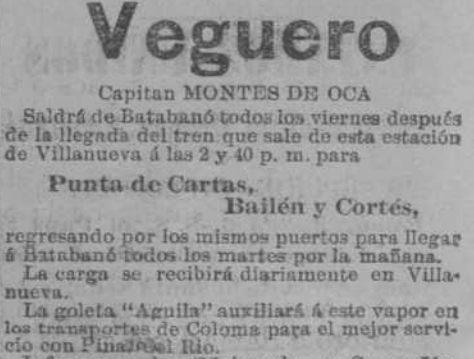 Veguero
Capitan MONTES DE OCA
Saldrá de Batabanó todos los viernes después
de la llegada del tren que sale de esta estación
de Villanueva á las 2 y 40 p. m. para
Punta de Cartas,
Bailén y Cortés,
regresando por los mismos puertos para llegar
á Batabanó todos los martes por la mañana.
La carga se recibirá diariamente en Villa-
nueva.
La goleta "Aguila" auxiliará á este vapor en
los transportes de Coloma para el mejor servi-
cio con Pinar del Rio.